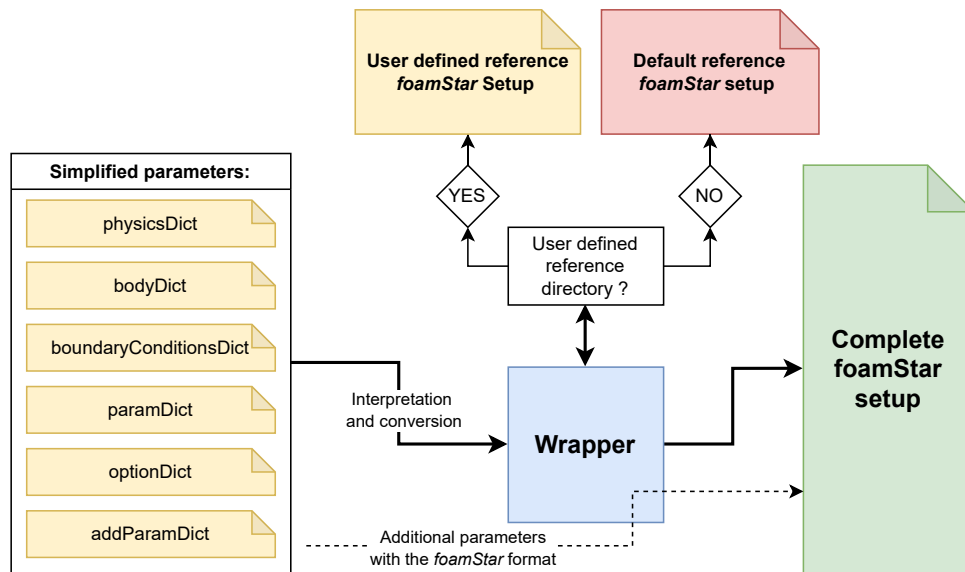 User defined reference
foamStar Setup
Default reference
foamStar setup
Simplified parameters:
physicsDict
bodyDict
boundaryConditionsDict
paramDict
optionDict
addParamDict
YES
NO
User defined
reference
directory ?
Interpretation
and conversion
Wrapper
Complete
foamStar
setup
Additional parameters
with the foamStar format